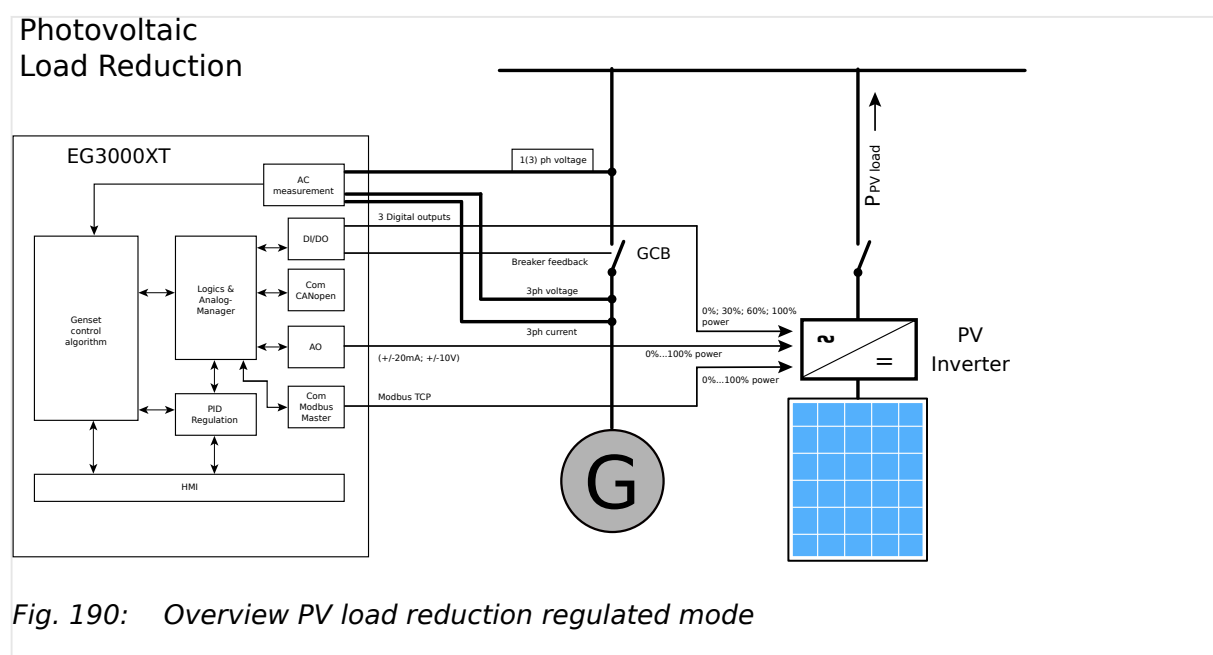 Photovoltaic
Load Reduction
EG3000XT
AC
measurement
1(3) ph voltage
3 Digital outputs
DI/DO
Breaker feedback
GCB
P PV load
Logics &
Analog-
Manager
Com
CANopen
3ph voltage
Genset
control
algorithm
3ph current
0%; 30%; 60%; 100%
power
AO
(+/-20mA; +/-10V)
0%...100% power
~
=
PV
Inverter
0%...100% power
Com
Modbus
Master
Modbus TCP
PID
Regulation
HMI
G
Fig. 190: Overview PV load reduction regulated mode